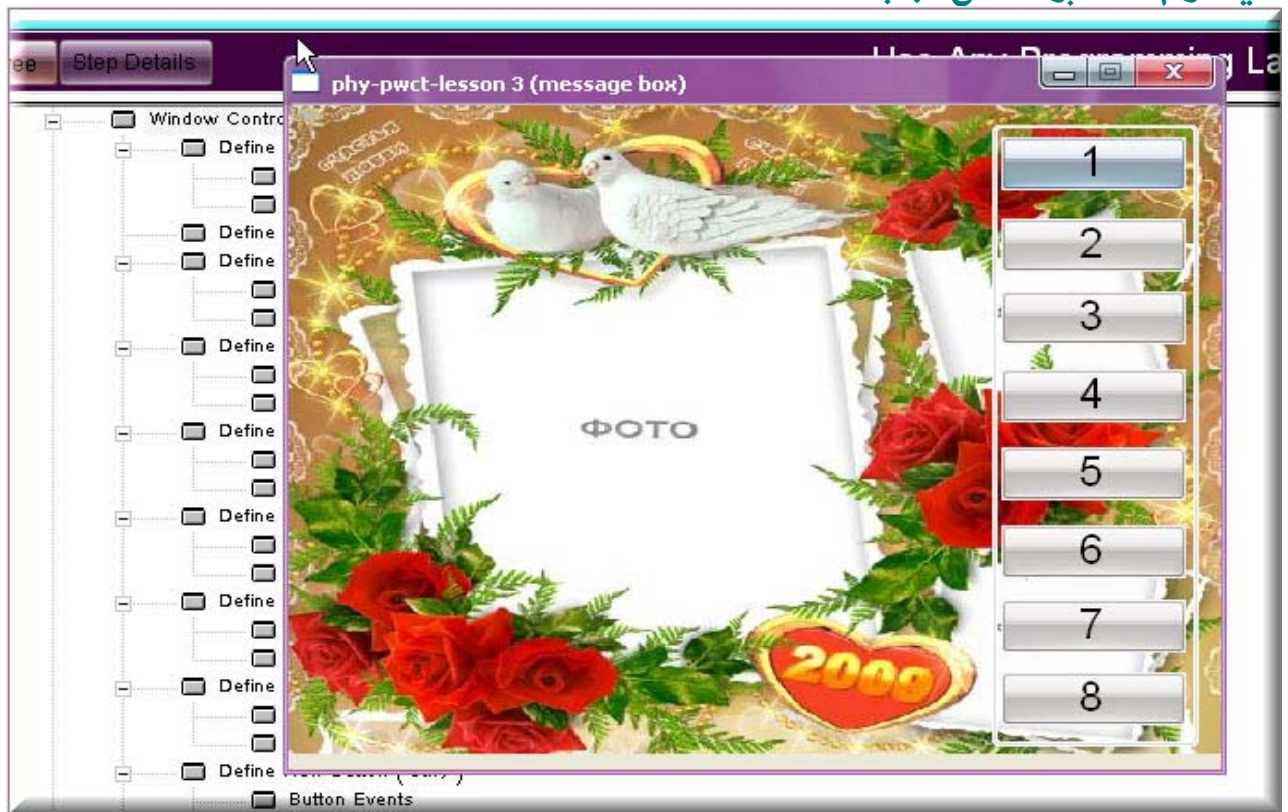 Step Details
phy-pwct-lesson 3 (message box)
Window Contro
Define
Define
Define
Define
Define
Define
Define
Define
Define
Button Events
1
2
3
4
5
6
7
8
ФОТО
2009